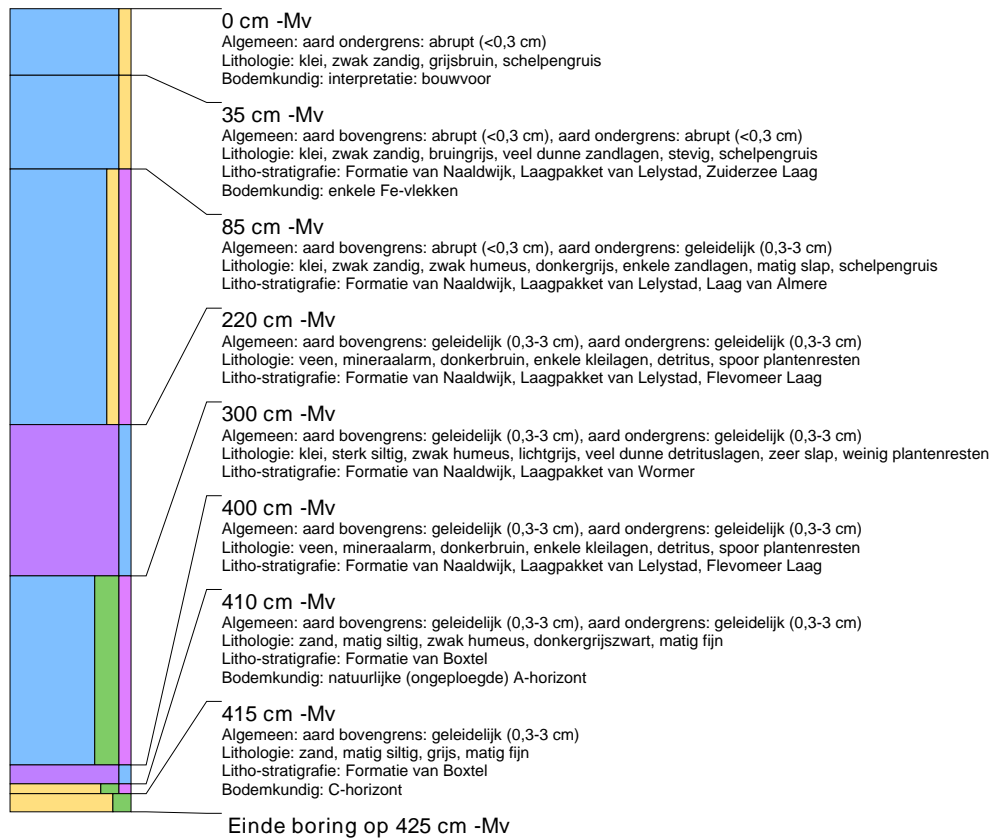 0 cm -Mv
Algemeen: aard ondergrens: abrupt (<0,3 cm)
Lithologie: klei, zwak zandig, grijsbruin, schelpengruis
Bodemkundig: interpretatie: bouwvoor
35 cm -Mv
Algemeen: aard bovengrens: abrupt (<0,3 cm), aard ondergrens: abrupt (<0,3 cm)
Lithologie: klei, zwak zandig, bruingrijs, veel dunne zandlagen, stevig, schelpengruis
Litho-stratigrafie: Formatie van Naaldwijk, Laagpakket van Lelystad, Zuiderzee Laag
Bodemkundig: enkele Fe-vlekken
85 cm -Mv
Algemeen: aard bovengrens: abrupt (<0,3 cm), aard ondergrens: geleidelijk (0,3-3 cm)
Lithologie: klei, zwak zandig, zwak humeus, donkergrijs, enkele zandlagen, matig slap, schelpengruis
Litho-stratigrafie: Formatie van Naaldwijk, Laagpakket van Lelystad, Laag van Almere
220 cm -Mv
Algemeen: aard bovengrens: geleidelijk (0,3-3 cm), aard ondergrens: geleidelijk (0,3-3 cm)
Lithologie: veen, mineraalarm, donkerbruin, enkele kleilagen, detritus, spoor plantenresten
Litho-stratigrafie: Formatie van Naaldwijk, Laagpakket van Lelystad, Flevomeer Laag
300 cm -Mv
Algemeen: aard bovengrens: geleidelijk (0,3-3 cm), aard ondergrens: geleidelijk (0,3-3 cm)
Lithologie: klei, sterk siltig, zwak humeus, lichtgrijs, veel dunne detrituslagen, zeer slap, weinig plantenresten
Litho-stratigrafie: Formatie van Naaldwijk, Laagpakket van Wormer
400 cm -Mv
Algemeen: aard bovengrens: geleidelijk (0,3-3 cm), aard ondergrens: geleidelijk (0,3-3 cm)
Lithologie: veen, mineraalarm, donkerbruin, enkele kleilagen, detritus, spoor plantenresten
Litho-stratigrafie: Formatie van Naaldwijk, Laagpakket van Lelystad, Flevomeer Laag
410 cm -Mv
Algemeen: aard bovengrens: geleidelijk (0,3-3 cm), aard ondergrens: geleidelijk (0,3-3 cm)
Lithologie: zand, matig siltig, zwak humeus, donkergrijszwart, matig fijn
Litho-stratigrafie: Formatie van Boxtel
Bodemkundig: natuurlijke (ongeploegde) A-horizont
415 cm -Mv
Algemeen: aard bovengrens: geleidelijk (0,3-3 cm)
Lithologie: zand, matig siltig, grijs, matig fijn
Litho-stratigrafie: Formatie van Boxtel
Bodemkundig: C-horizont
Einde boring op 425 cm -Mv